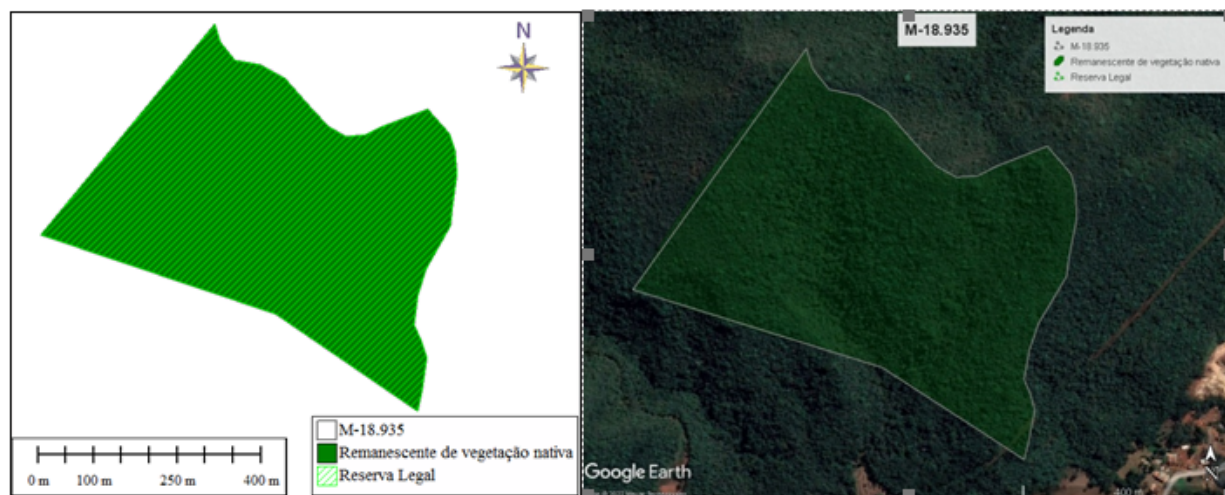 N
M-18.935
Remanescente de vegetação nativa
Reserva Legal
0 m 100 m 250 m 400 m
M-18.935
Legenda
M-18.935
Remanescente de vegetação nativa
Reserva Legal
Google Earth
400 m